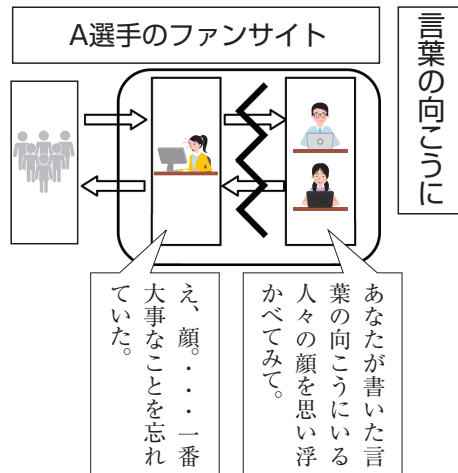 言葉の向こうに
A選手のファンサイト
あなたが書いた言
葉の向こうにいる
人々の顔を思い浮
かべてみて。
え、顔。・・・一番
大事なことを忘れ
ていた。